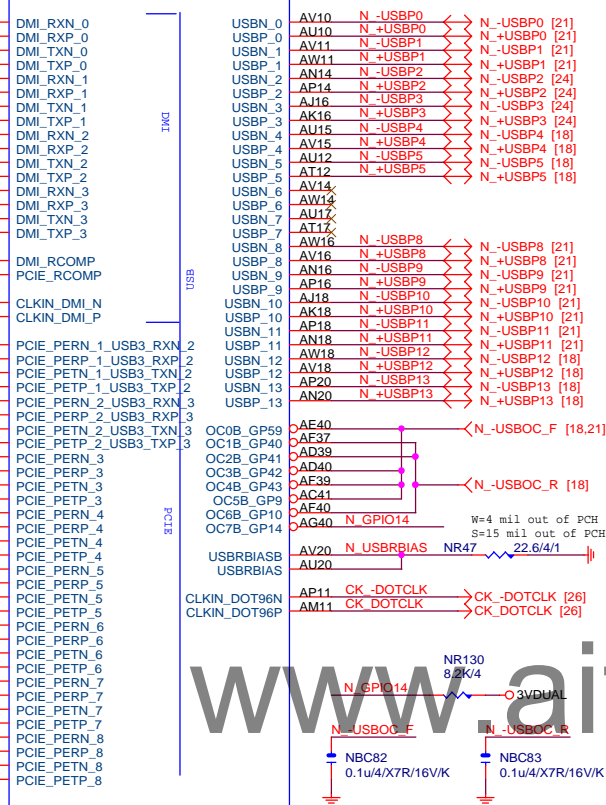 DMI_RXN_0
DMI_RXP_0
DMI_TXN_0
DMI_TXP_0
DMI_RXN_1
DMI_RXP_1
DMI_TXN_1
DMI_TXP_1
DMI_RXN_2
DMI_RXP_2
DMI_TXN_2
DMI_TXP_2
DMI_RXN_3
DMI_RXP_3
DMI_TXN_3
DMI_TXP_3
DMI_RCOMP
PCIE_RCOMP
CLKIN_DMI_N
CLKIN_DMI_P
PCIE_PERN_1_USB3_RXN_2
PCIE_PERP_1_USB3_RXP_2
PCIE_PETN_1_USB3_TXN_2
PCIE_PETP_1_USB3_TXP_2
PCIE_PERN_2_USB3_RXN_3
PCIE_PERP_2_USB3_RXP_3
PCIE_PETN_2_USB3_TXN_3
PCIE_PETP_2_USB3_TXP_3
PCIE_PERN_3
PCIE_PERP_3
PCIE_PETN_3
PCIE_PETP_3
PCIE_PERN_4
PCIE_PERP_4
PCIE_PETN_4
PCIE_PETP_4
PCIE_PERN_5
PCIE_PERP_5
PCIE_PETN_5
PCIE_PETP_5
PCIE_PERN_6
PCIE_PERP_6
PCIE_PETN_6
PCIE_PETP_6
PCIE_PERN_7
PCIE_PERP_7
PCIE_PETN_7
PCIE_PETP_7
PCIE_PERN_8
PCIE_PERP_8
PCIE_PETN_8
PCIE_PETP_8
DMI
USB
PCIE
USBN_0 AV10 N_-USBP0 N_-USBP0 [21]
USBP_0 AU10 N_+USBP0 N_+USBP0 [21]
USBN_1 AV11 N_-USBP1 N_-USBP1 [21]
USBP_1 AW11 N_+USBP1 N_+USBP1 [21]
USBN_2 AN14 N_-USBP2 N_-USBP2 [24]
USBP_2 AP14 N_+USBP2 N_+USBP2 [24]
USBN_3 AJ16 N_-USBP3 N_-USBP3 [24]
USBP_3 AK16 N_+USBP3 N_+USBP3 [24]
USBN_4 AU15 N_-USBP4 N_-USBP4 [18]
USBP_4 AV15 N_+USBP4 N_+USBP4 [18]
USBN_5 AU12 N_-USBP5 N_-USBP5 [18]
USBP_5 AT12 N_+USBP5 N_+USBP5 [18]
USBN_6 AV14
USBP_6 AW14
USBN_7 AU17
USBP_7 AT17
USBN_8 AW16 N_-USBP8 N_-USBP8 [21]
USBP_8 AV16 N_+USBP8 N_+USBP8 [21]
USBN_9 AN16 N_-USBP9 N_-USBP9 [21]
USBP_9 AP16 N_+USBP9 N_+USBP9 [21]
USBN_10 AJ18 N_-USBP10 N_-USBP10 [21]
USBP_10 AK18 N_+USBP10 N_+USBP10 [21]
USBN_11 AP18 N_-USBP11 N_-USBP11 [21]
USBP_11 AN18 N_+USBP11 N_+USBP11 [21]
USBN_12 AW18 N_-USBP12 N_-USBP12 [18]
USBP_12 AV18 N_+USBP12 N_+USBP12 [18]
USBN_13 AP20 N_-USBP13 N_-USBP13 [18]
USBP_13 AN20 N_+USBP13 N_+USBP13 [18]
OC0B_GP59 AE40 N_-USBOC_F [18,21]
OC1B_GP40 AF37
OC2B_GP41 AD39
OC3B_GP42 AD40
OC4B_GP43 AF39 N_-USBOC_R [18]
OC5B_GP9 AC41
OC6B_GP10 AF40
OC7B_GP14 AG40 N_GPIO14
W=4 mil out of PCH
S=15 mil out of PCH
USBRBIASB AV20 N_USBRBIAS NR47 22.6/4/1
USBRBIAS AU20
CLKIN_DOT96N AP11 CK_-DOTCLK CK_-DOTCLK [26]
CLKIN_DOT96P AM11 CK_DOTCLK CK_DOTCLK [26]
www.ai
NR130
8.2K/4
N_GPIO14 3VDUAL
N_-USBOC_F N_-USBOC_R
NBC82 NBC83
0.1u/4/X7R/16V/K 0.1u/4/X7R/16V/K